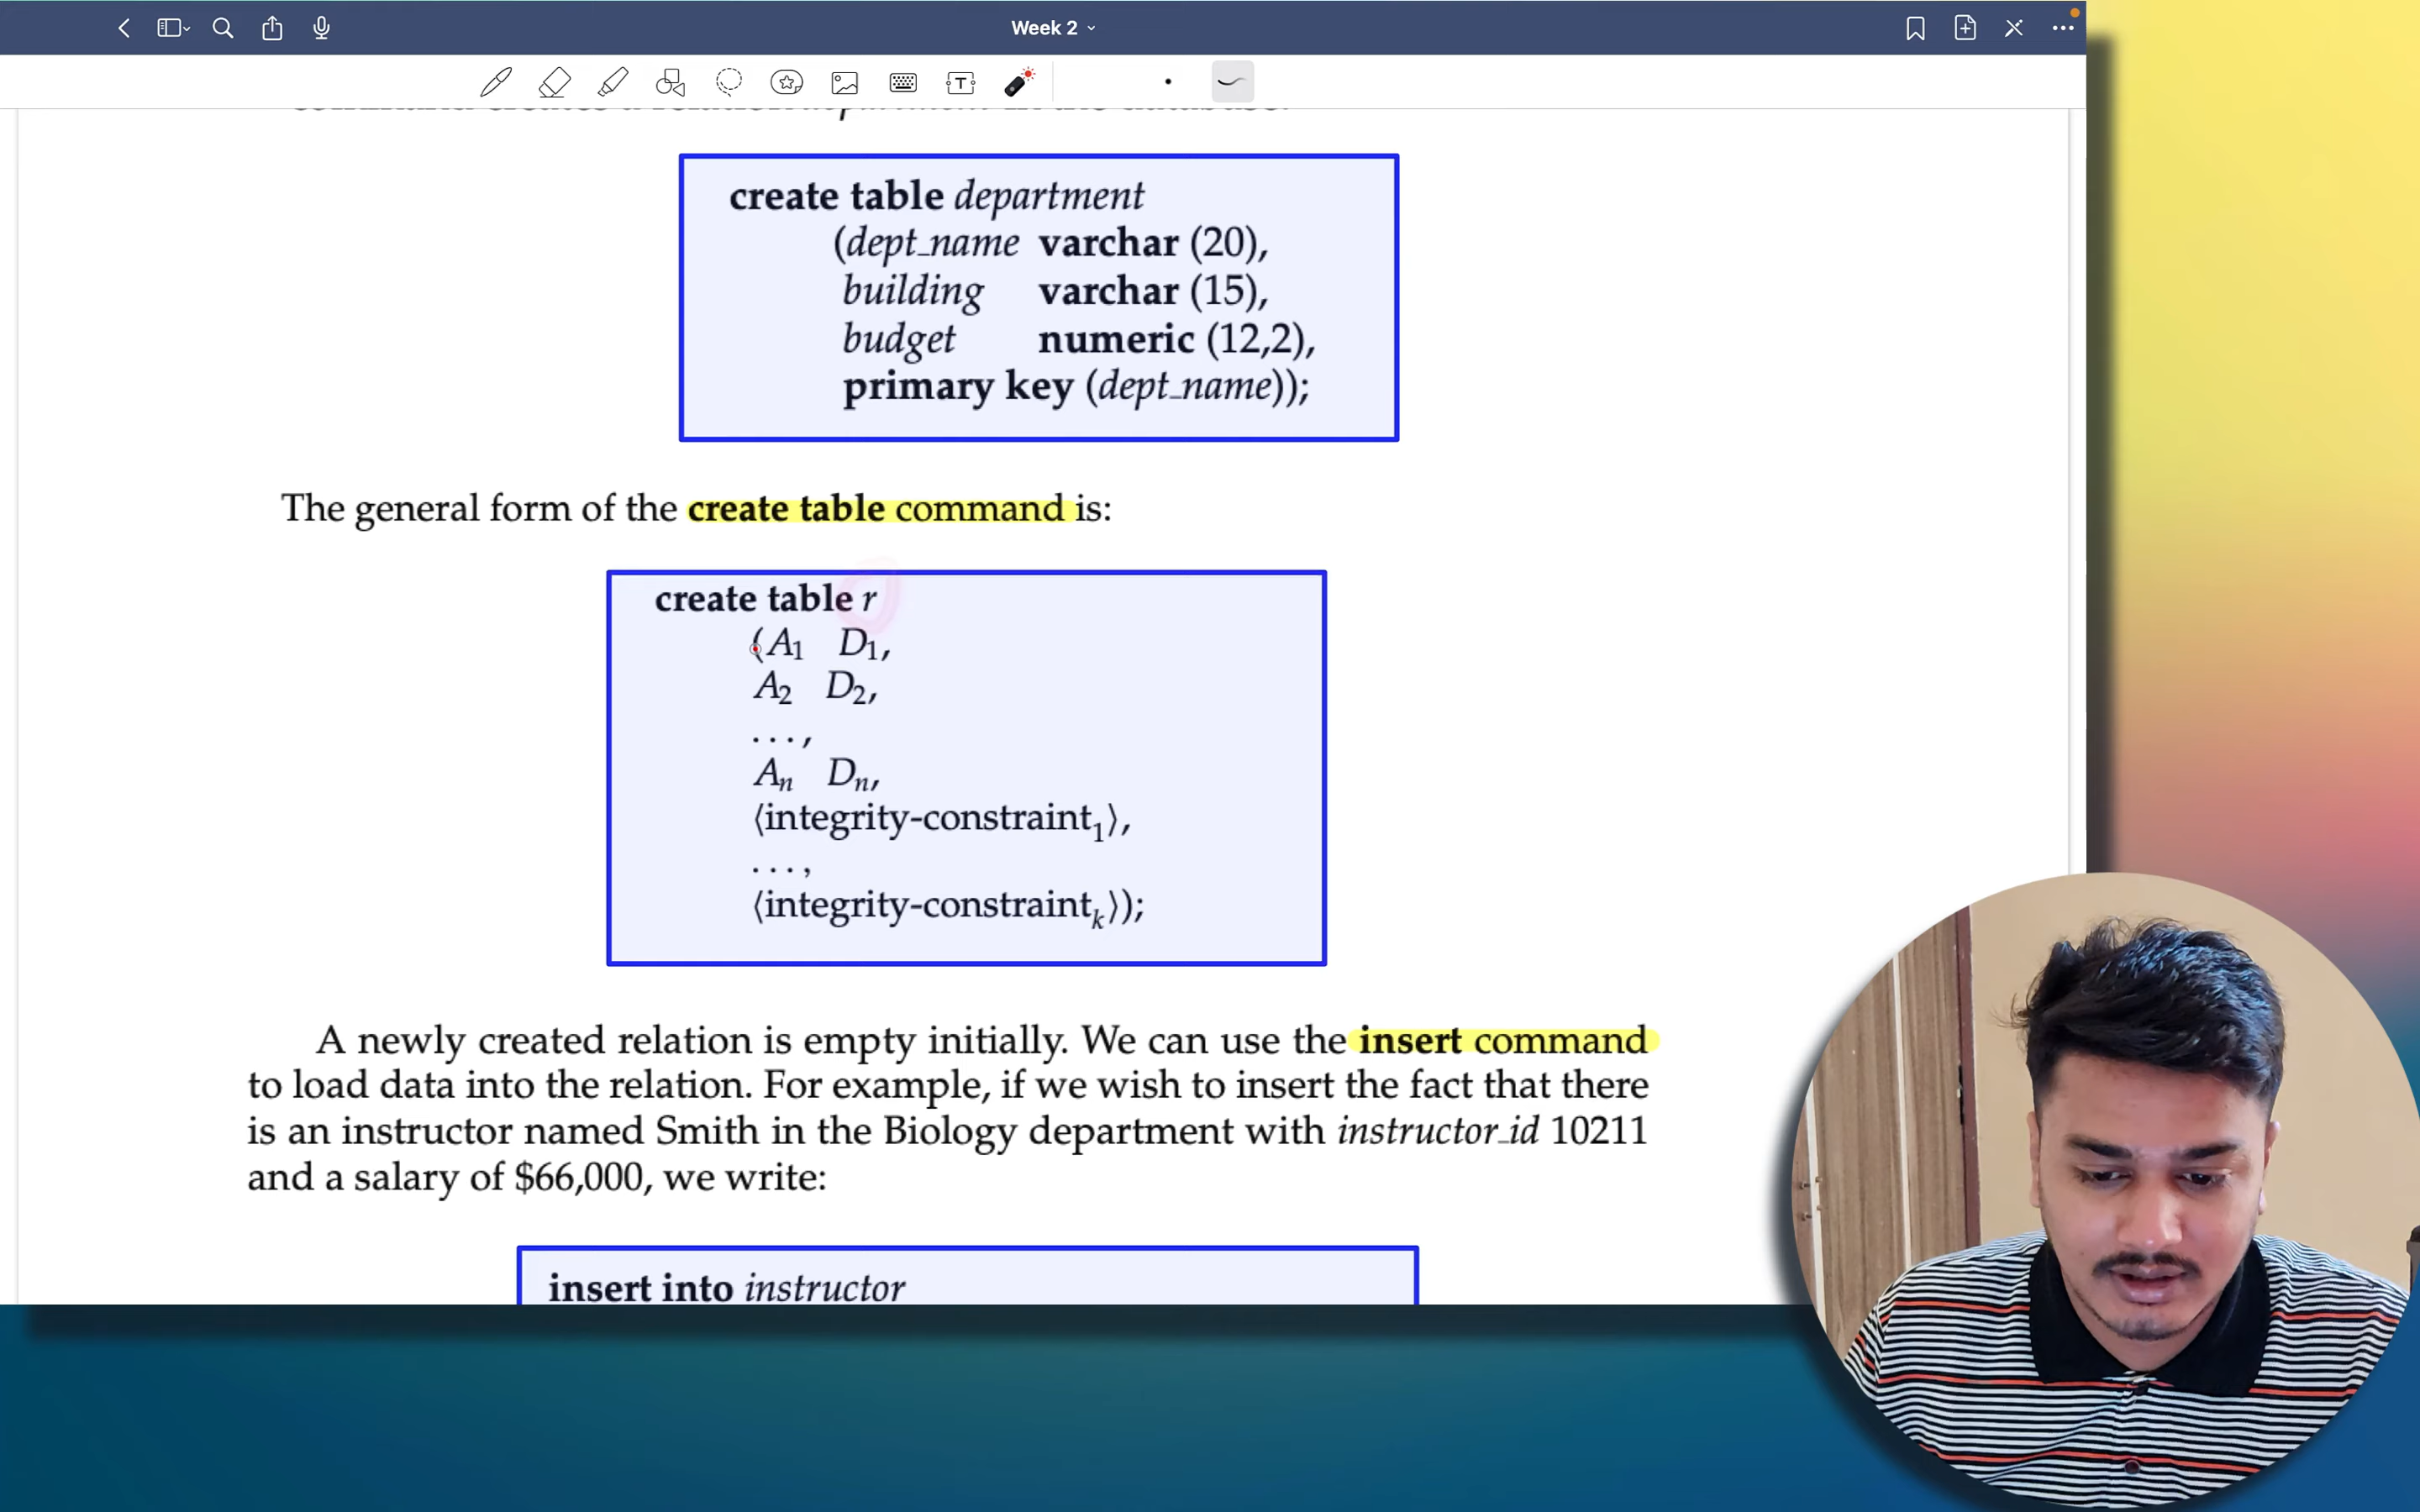 Week 2
create table department
(dept_name varchar (20),
building varchar (15),
budget numeric (12,2),
primary key (dept_name));
The general form of the create table command is:
create table r
(A₁ D₁,
A₂ D₂,
...,
Aₙ Dₙ,
⟨integrity-constraint₁⟩,
...,
⟨integrity-constraintₖ⟩);
A newly created relation is empty initially. We can use the insert command
to load data into the relation. For example, if we wish to insert the fact that there
is an instructor named Smith in the Biology department with instructor_id 10211
and a salary of $66,000, we write:
insert into instructor